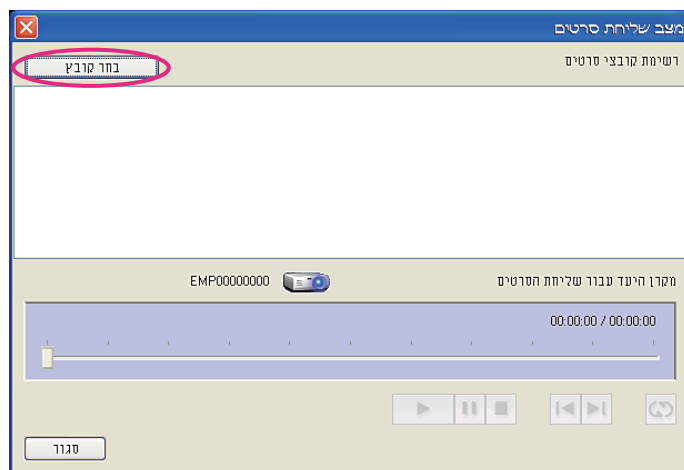 מצב שליחת סרטים
רשימת קובצי סרטים
בחר קובץ
מקרן היעד עבור שליחת הסרטים
EMP00000000
00:00:00 / 00:00:00
סגור